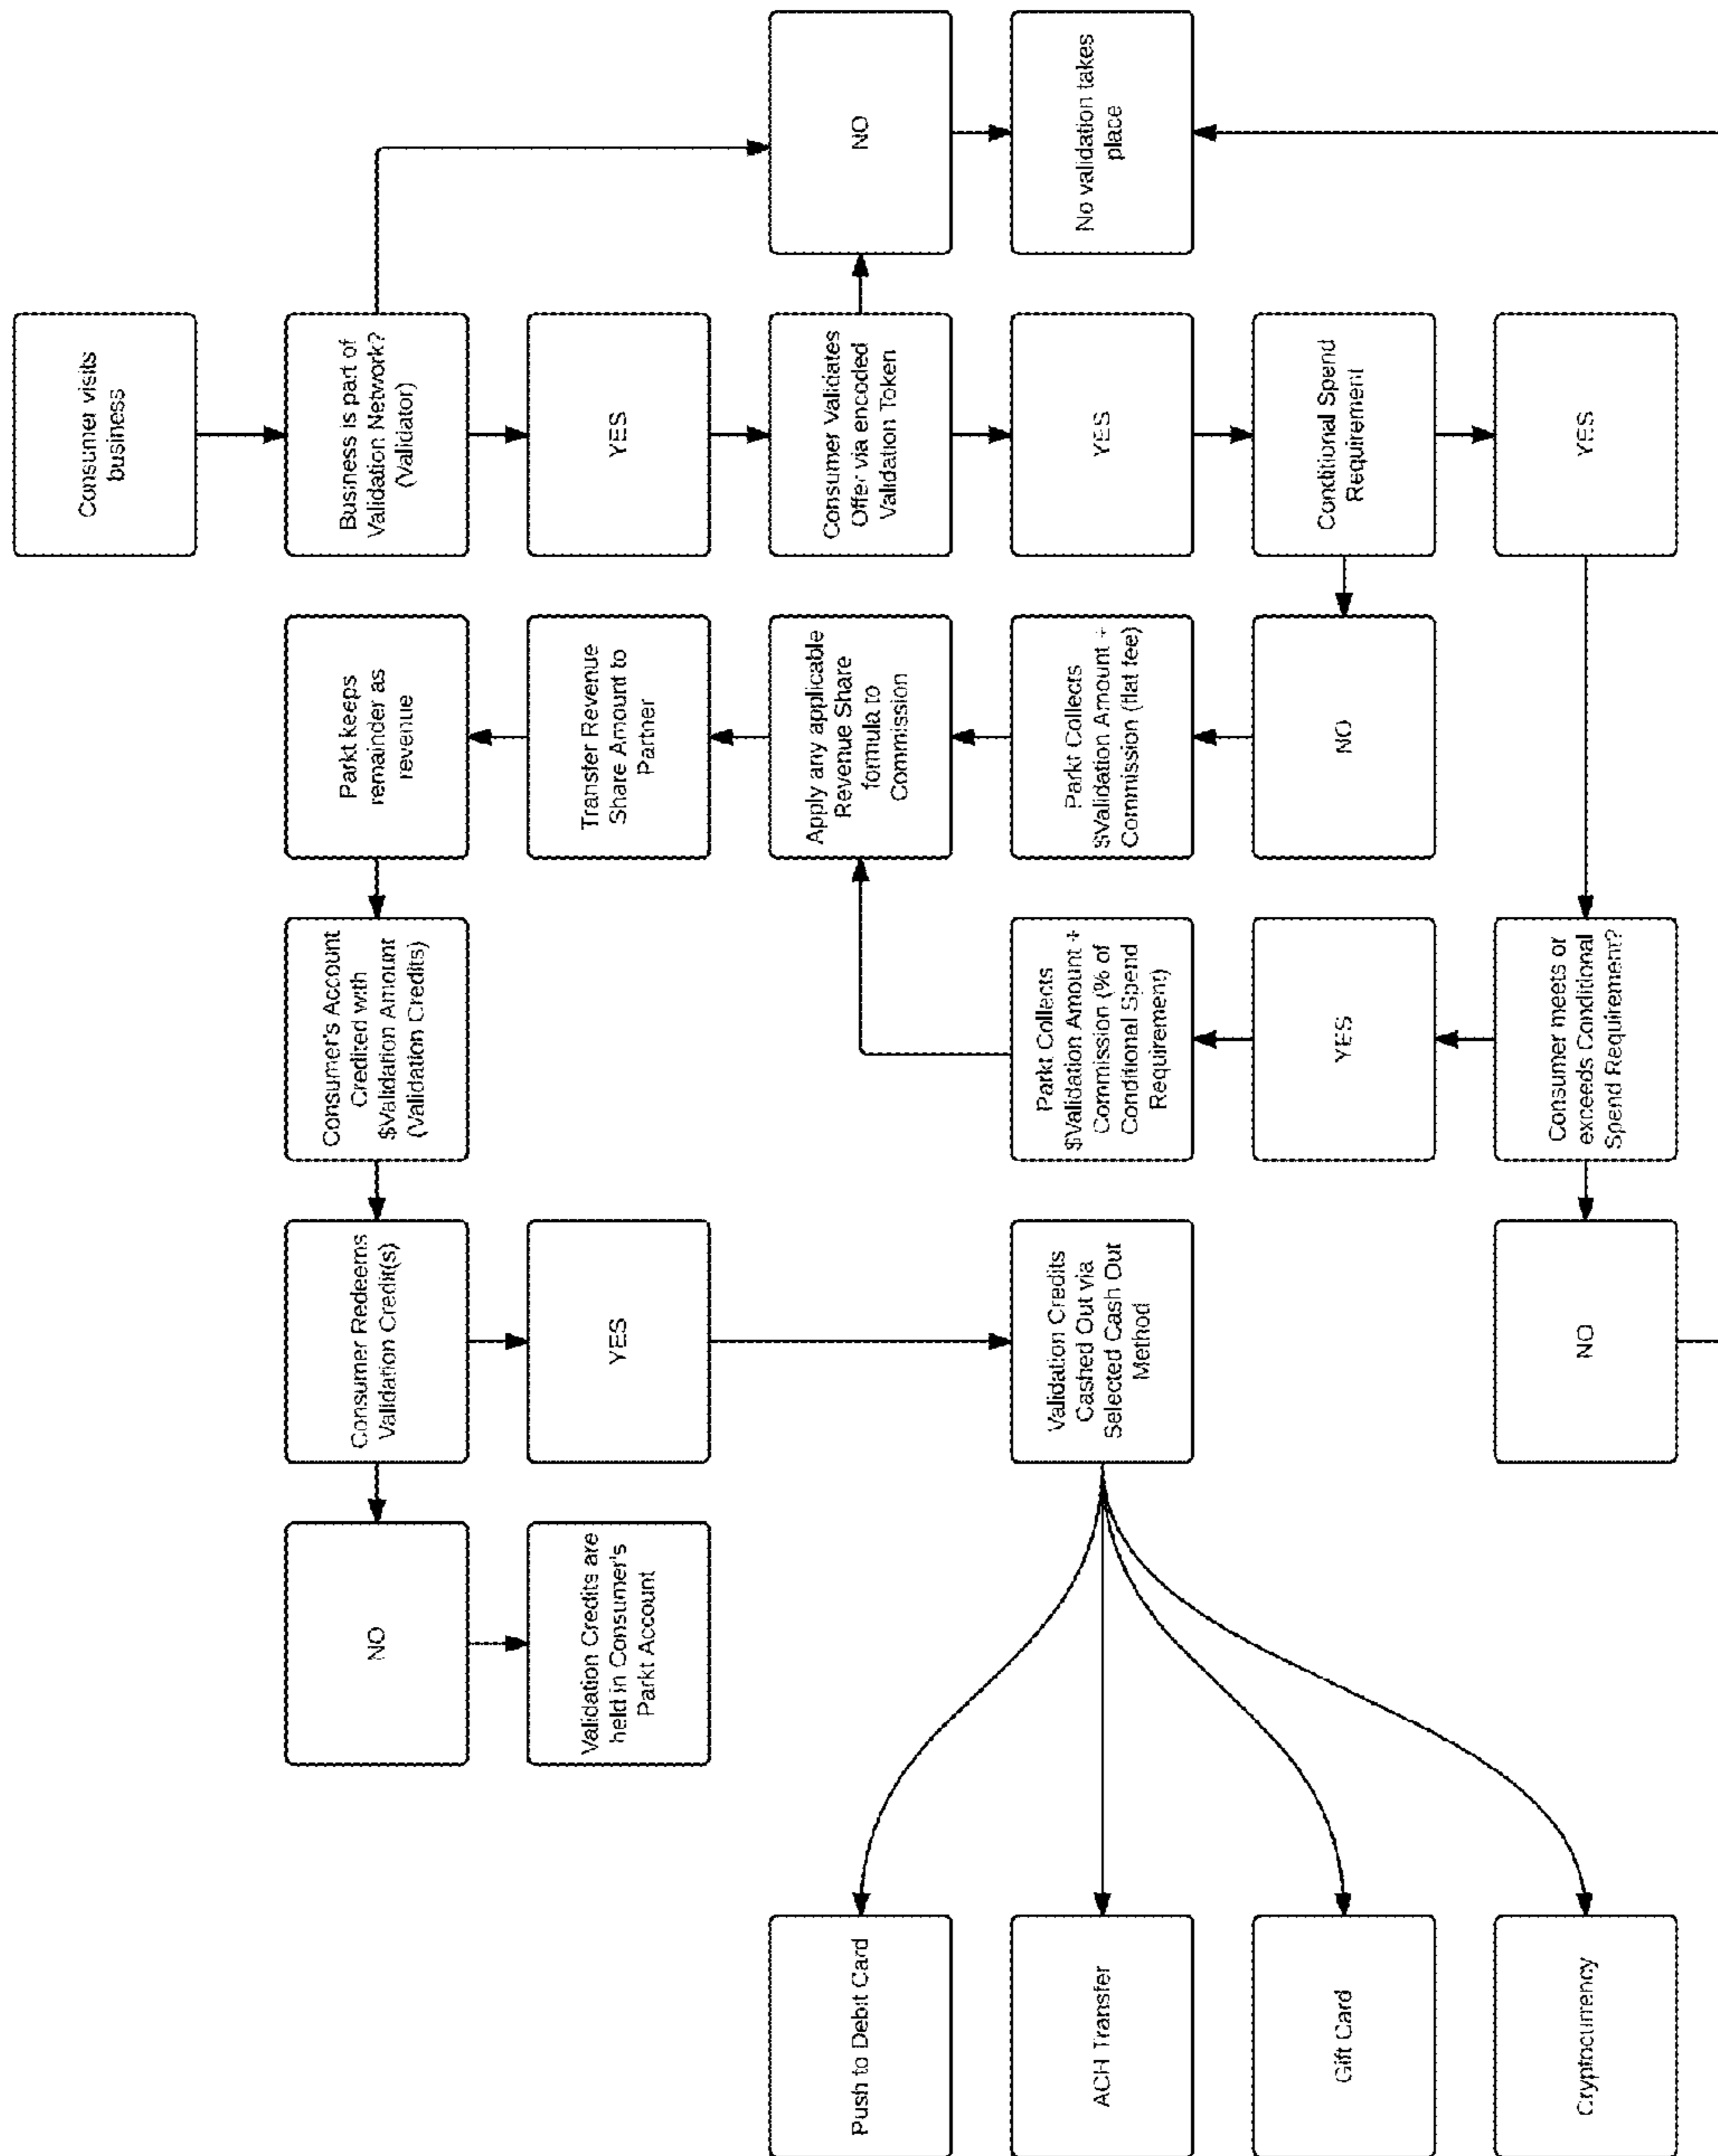 Consumer visits
business
Business is part of
Validation Network?
(Validator)
YES
Consumer Validates
Offer via encoded
Validation Token
YES
Conditional Spend
Requirement
YES
NO
No validation takes
place
Parkt keeps
remainder as
revenue
Transfer Revenue
Share Amount to
Partner
Apply any applicable
Revenue Share
formula to
Commission
Parkt Collects
$Validation Amount +
Commission (flat fee)
NO
Consumer's Account
Credited with
$Validation Amount
(Validation Credits)
Parkt Collects
$Validation Amount +
Commission (% of
Conditional Spend
Requirement)
YES
Consumer meets or
exceeds Conditional
Spend Requirement?
Consumer Redeems
Validation Credit(s)
YES
Validation Credits
Cashed Out via
Selected Cash Out
Method
NO
NO
Validation Credits are
held in Consumer's
Parkt Account
Push to Debit Card
ACH Transfer
Gift Card
Cryptocurrency